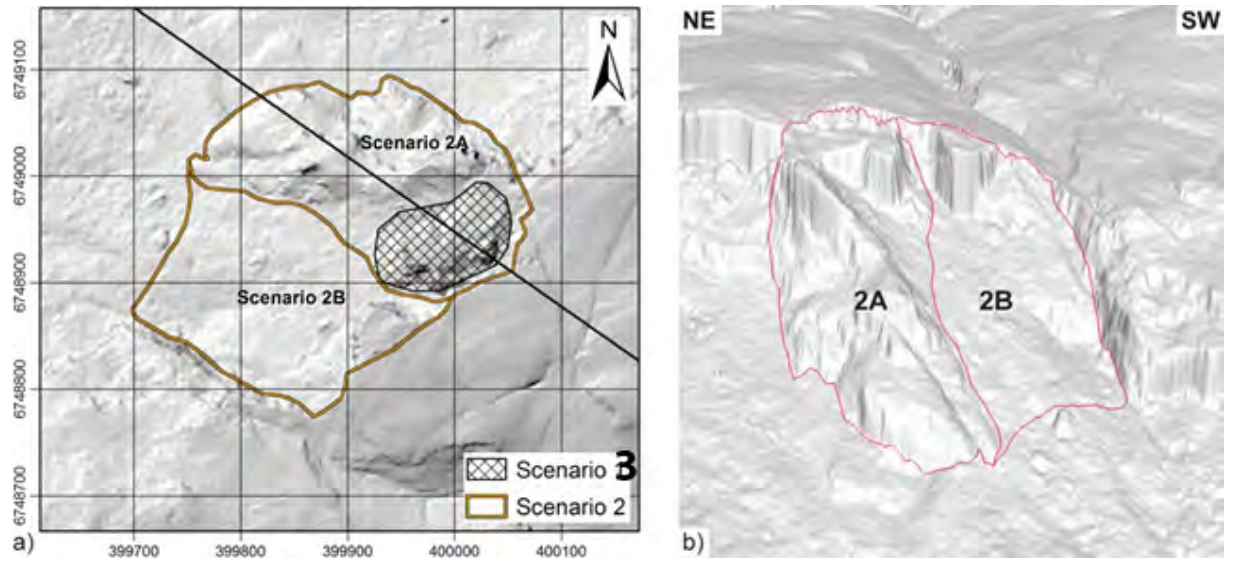 N
6749100
6749000
6748900
6748800
6748700
Scenario 2A
Scenario 2B
Scenario 3
Scenario 2
a)
399700 399800 399900 400000 400100
NE SW
2A 2B
b)